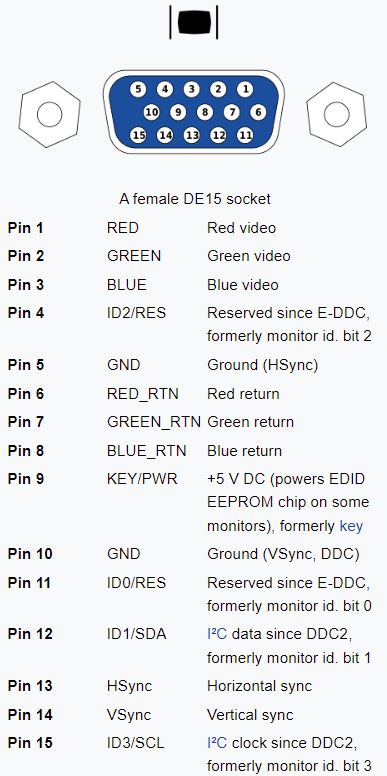 5 4 3 2 1
10 9 8 7 6
15 14 13 12 11
A female DE15 socket
Pin 1 RED Red video
Pin 2 GREEN Green video
Pin 3 BLUE Blue video
Pin 4 ID2/RES Reserved since E-DDC,
formerly monitor id. bit 2
Pin 5 GND Ground (HSync)
Pin 6 RED_RTN Red return
Pin 7 GREEN_RTN Green return
Pin 8 BLUE_RTN Blue return
Pin 9 KEY/PWR +5 V DC (powers EDID
EEPROM chip on some
monitors), formerly key
Pin 10 GND Ground (VSync, DDC)
Pin 11 ID0/RES Reserved since E-DDC,
formerly monitor id. bit 0
Pin 12 ID1/SDA I²C data since DDC2,
formerly monitor id. bit 1
Pin 13 HSync Horizontal sync
Pin 14 VSync Vertical sync
Pin 15 ID3/SCL I²C clock since DDC2,
formerly monitor id. bit 3